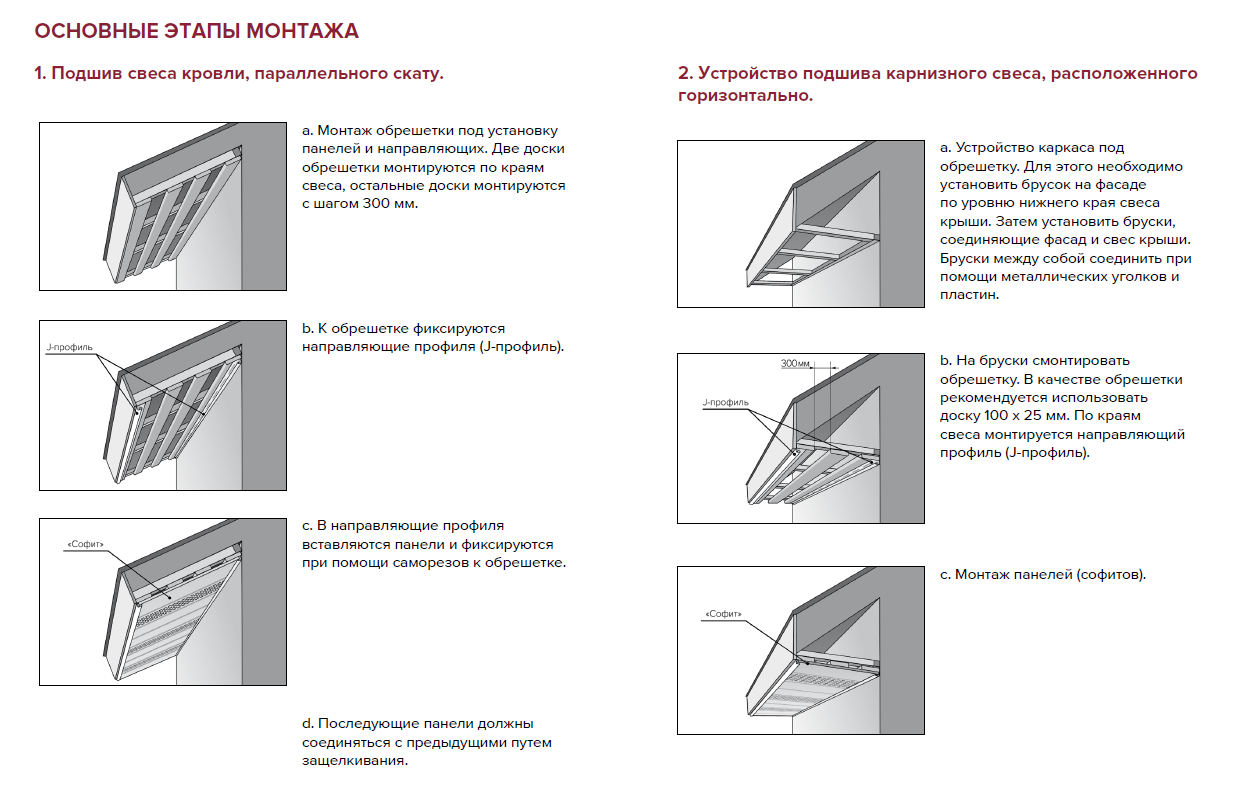 ОСНОВНЫЕ ЭТАПЫ МОНТАЖА
1. Подшив свеса кровли, параллельного скату.
a. Монтаж обрешетки под установку
панелей и направляющих. Две доски
обрешетки монтируются по краям
свеса, остальные доски монтируются
с шагом 300 мм.
J-профиль
b. К обрешетке фиксируются
направляющие профиля (J-профиль).
«Софит»
c. В направляющие профиля
вставляются панели и фиксируются
при помощи саморезов к обрешетке.
d. Последующие панели должны
соединяться с предыдущими путем
защелкивания.
2. Устройство подшива карнизного свеса, расположенного
горизонтально.
a. Устройство каркаса под
обрешетку. Для этого необходимо
установить брусок на фасаде
по уровню нижнего края свеса
крыши. Затем установить бруски,
соединяющие фасад и свес крыши.
Бруски между собой соединить при
помощи металлических уголков и
пластин.
300мм
J-профиль
b. На бруски смонтировать
обрешетку. В качестве обрешетки
рекомендуется использовать
доску 100 х 25 мм. По краям
свеса монтируется направляющий
профиль (J-профиль).
«Софит»
c. Монтаж панелей (софитов).